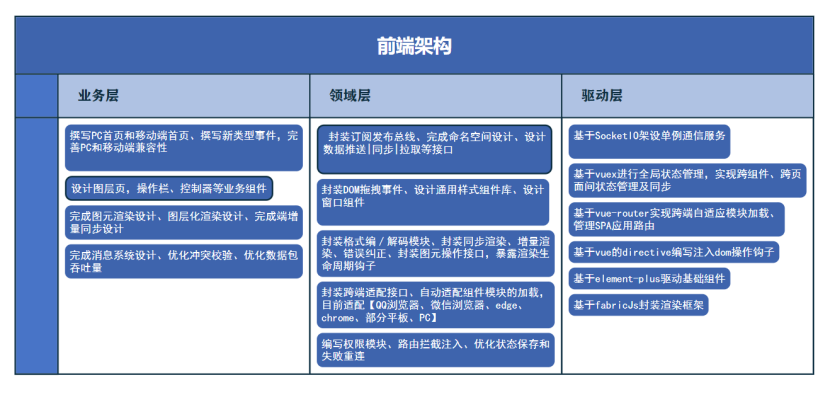 前端架构
业务层
领域层
驱动层
撰写PC首页和移动端首页、撰写新类型事件，完
善PC和移动端兼容性
设计图层页，操作栏、控制器等业务组件
完成图元渲染设计、图层化渲染设计、完成端增
量同步设计
完成消息系统设计、优化冲突校验、优化数据包
吞吐量
封装订阅发布总线、完成命名空间设计、设计
数据推送|同步|拉取等接口
封装DOM拖拽事件、设计通用样式组件库、设计
窗口组件
封装格式编／解码模块、封装同步渲染、增量渲
染、错误纠正、封装图元操作接口，暴露渲染生
命周期钩子
封装跨端适配接口、自动适配组件模块的加载，
目前适配【QQ浏览器、微信浏览器、edge、
chrome、部分平板、PC】
编写权限模块、路由拦截注入、优化状态保存和
失败重连
基于SocketIO架设单例通信服务
基于vuex进行全局状态管理，实现跨组件、跨页
面间状态管理及同步
基于vue-router实现跨端自适应模块加载、
管理SPA应用路由
基于vue的directive编写注入dom操作钩子
基于element-plus驱动基础组件
基于fabricJs封装渲染框架